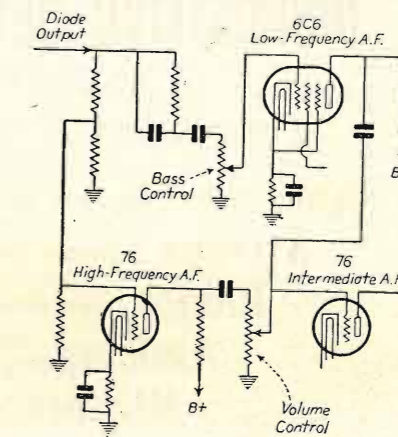 Diode
Output
6C6
Low-Frequency A.F.
Bass
Control
B
76
High-Frequency A.F.
76
Intermediate A.F
B+
Volume
Control